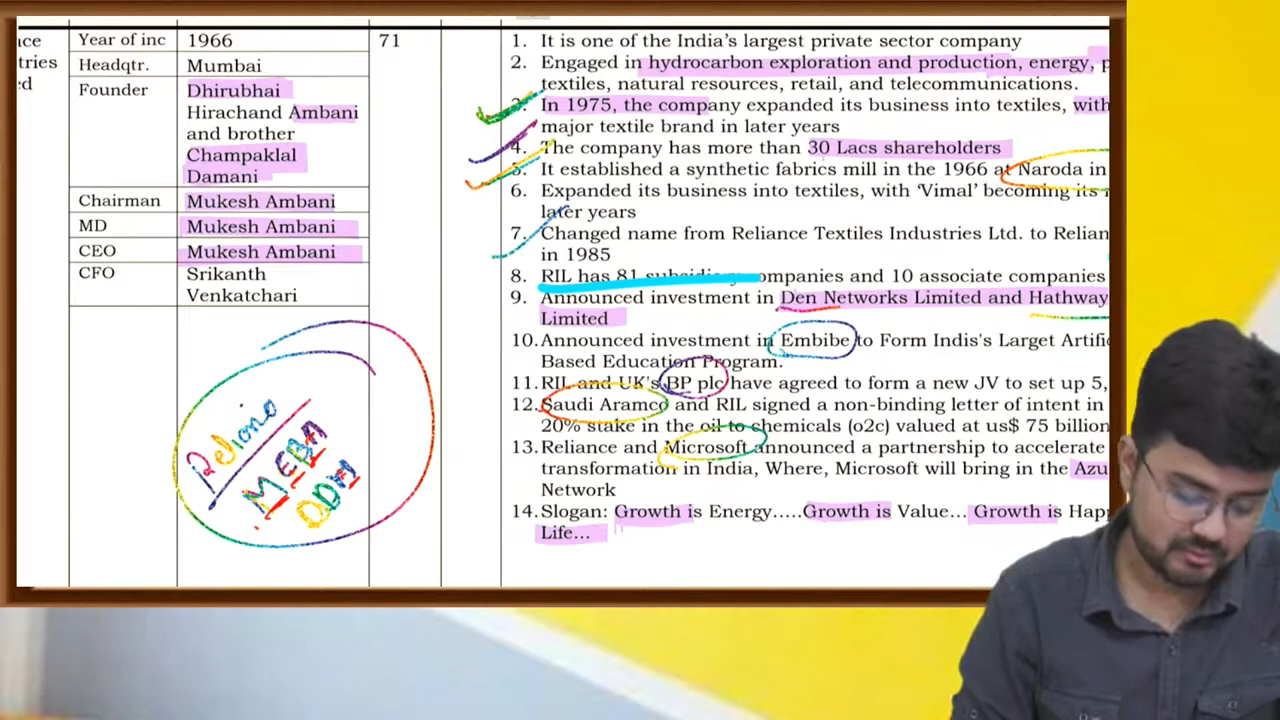 Year of inc
1966
71
Headqtr.
Mumbai
tries
Founder
Dhirubhai
Hirachand Ambani
and brother
Champaklal
Damani
Chairman
Mukesh Ambani
MD
Mukesh Ambani
CEO
Mukesh Ambani
CFO
Srikanth
Venkatchari
1. It is one of the India's largest private sector company
2. Engaged in hydrocarbon exploration and production, energy, p
textiles, natural resources, retail, and telecommunications.
3. In 1975, the company expanded its business into textiles, with
major textile brand in later years
4. The company has more than 30 Lacs shareholders
5. It established a synthetic fabrics mill in the 1966 at Naroda in
6. Expanded its business into textiles, with 'Vimal' becoming its
later years
7. Changed name from Reliance Textiles Industries Ltd. to Relian
in 1985
8. RIL has 81 subsidiary companies and 10 associate companies
9. Announced investment in Den Networks Limited and Hathway
Limited
10. Announced investment in Embibe to Form Indis's Larget Artific
Based Education Program.
11. RIL and UK's BP plc have agreed to form a new JV to set up 5,
12. Saudi Aramco and RIL signed a non-binding letter of intent in
20% stake in the oil to chemicals (o2c) valued at us$ 75 billion
13. Reliance and Microsoft announced a partnership to accelerate
transformation in India, Where, Microsoft will bring in the Azu
Network
14. Slogan: Growth is Energy.....Growth is Value... Growth is Hap
Life...
MEBA
ODM